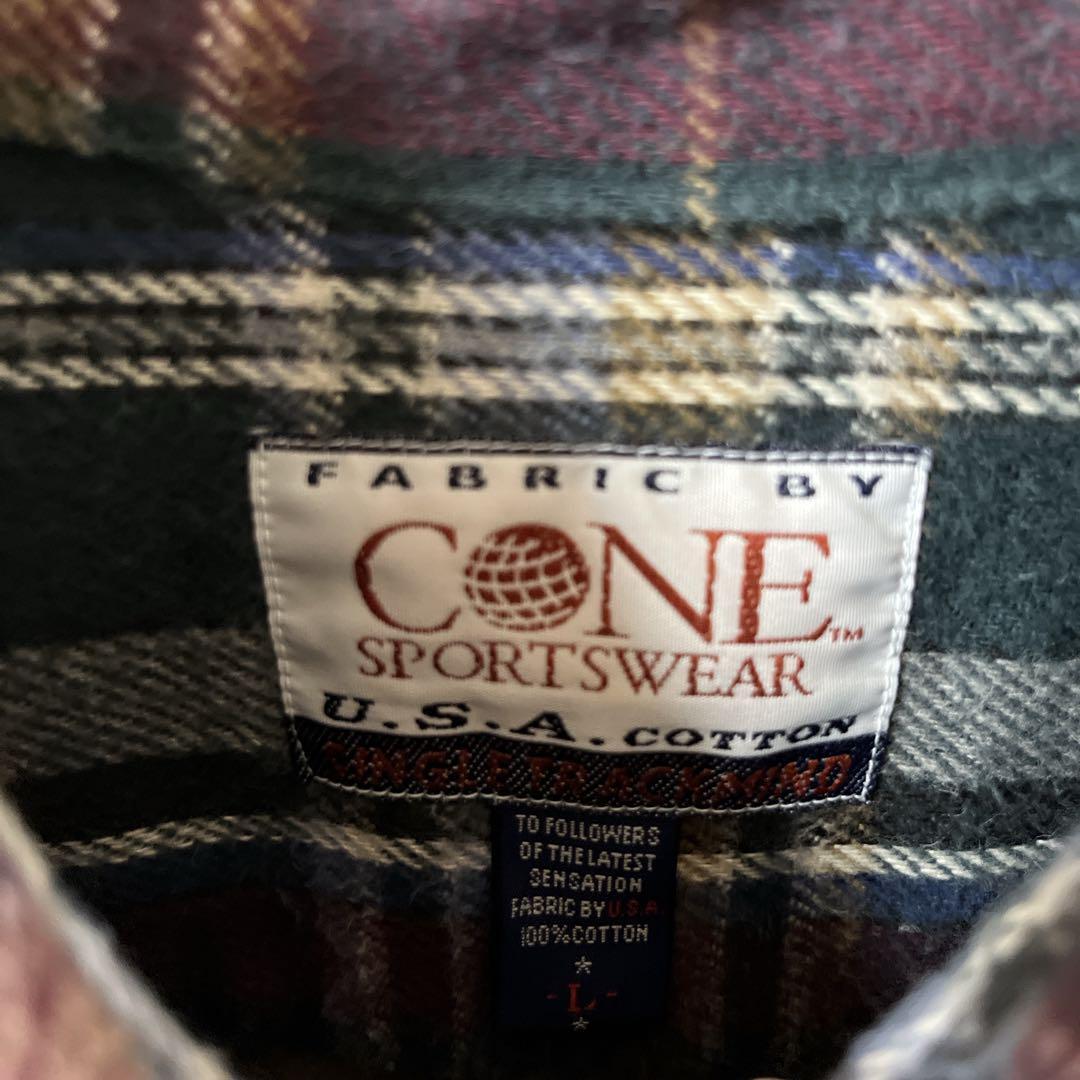 FABRIC BY
CONE TM
SPORTSWEAR
U.S.A. COTTON
SINGLE TRACK MIND
TO FOLLOWERS
OF THE LATEST
SENSATION
FABRIC BY U.S.A.
100% COTTON
-L-